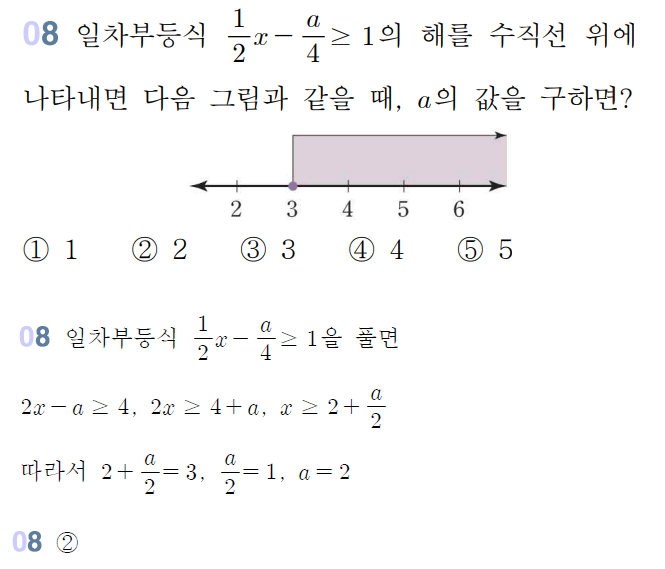 08 일차부등식 1/2 x − a/4 ≥ 1의 해를 수직선 위에
나타내면 다음 그림과 같을 때, a의 값을 구하면?
2 3 4 5 6
① 1 ② 2 ③ 3 ④ 4 ⑤ 5
08 일차부등식 1/2 x − a/4 ≥ 1을 풀면
2x − a ≥ 4, 2x ≥ 4 + a, x ≥ 2 + a/2
따라서 2 + a/2 = 3, a/2 = 1, a = 2
08 ②